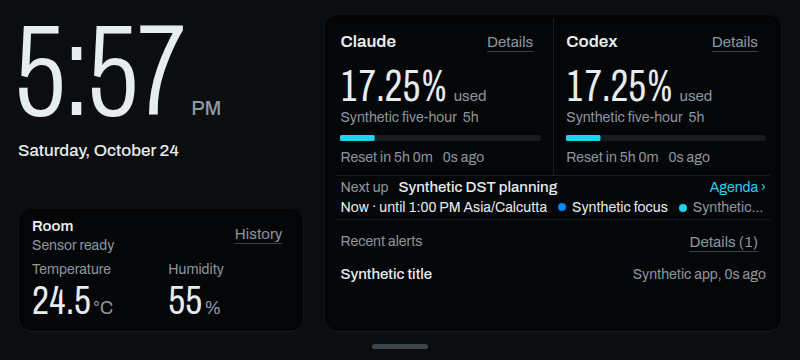 5:57 PM
Saturday, October 24
Room
Sensor ready
History
Temperature
Humidity
24.5°C
55%
Claude
Details
17.25% used
Synthetic five-hour 5h
Reset in 5h 0m 0s ago
Codex
Details
17.25% used
Synthetic five-hour 5h
Reset in 5h 0m 0s ago
Next up Synthetic DST planning Agenda ›
Now · until 1:00 PM Asia/Calcutta Synthetic focus Synthetic...
Recent alerts Details (1)
Synthetic title Synthetic app, 0s ago